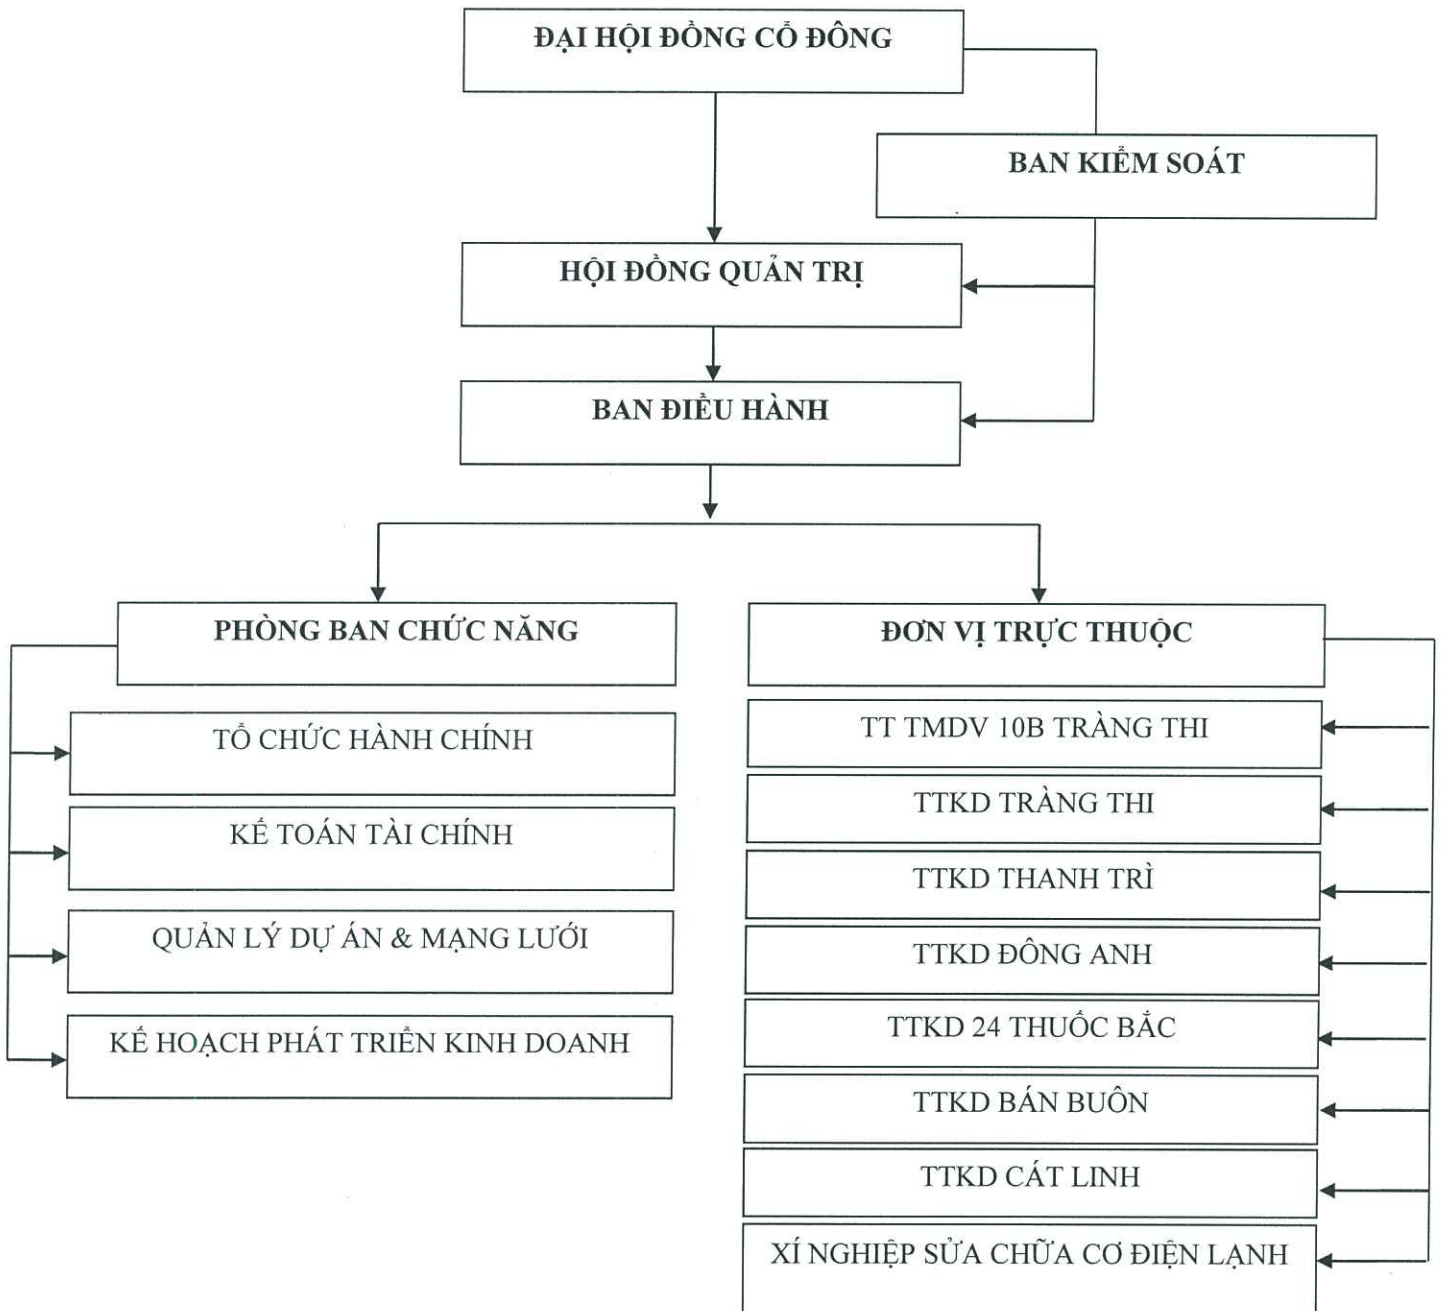 ĐẠI HỘI ĐỒNG CỔ ĐÔNG
BAN KIỂM SOÁT
HỘI ĐỒNG QUẢN TRỊ
BAN ĐIỀU HÀNH
PHÒNG BAN CHỨC NĂNG
TỔ CHỨC HÀNH CHÍNH
KẾ TOÁN TÀI CHÍNH
QUẢN LÝ DỰ ÁN & MẠNG LƯỚI
KẾ HOẠCH PHÁT TRIỂN KINH DOANH
ĐƠN VỊ TRỰC THUỘC
TT TMDV 10B TRÀNG THI
TTKD TRÀNG THI
TTKD THANH TRÌ
TTKD ĐÔNG ANH
TTKD 24 THUỐC BẮC
TTKD BÁN BUÔN
TTKD CÁT LINH
XÍ NGHIỆP SỬA CHỮA CƠ ĐIỆN LẠNH